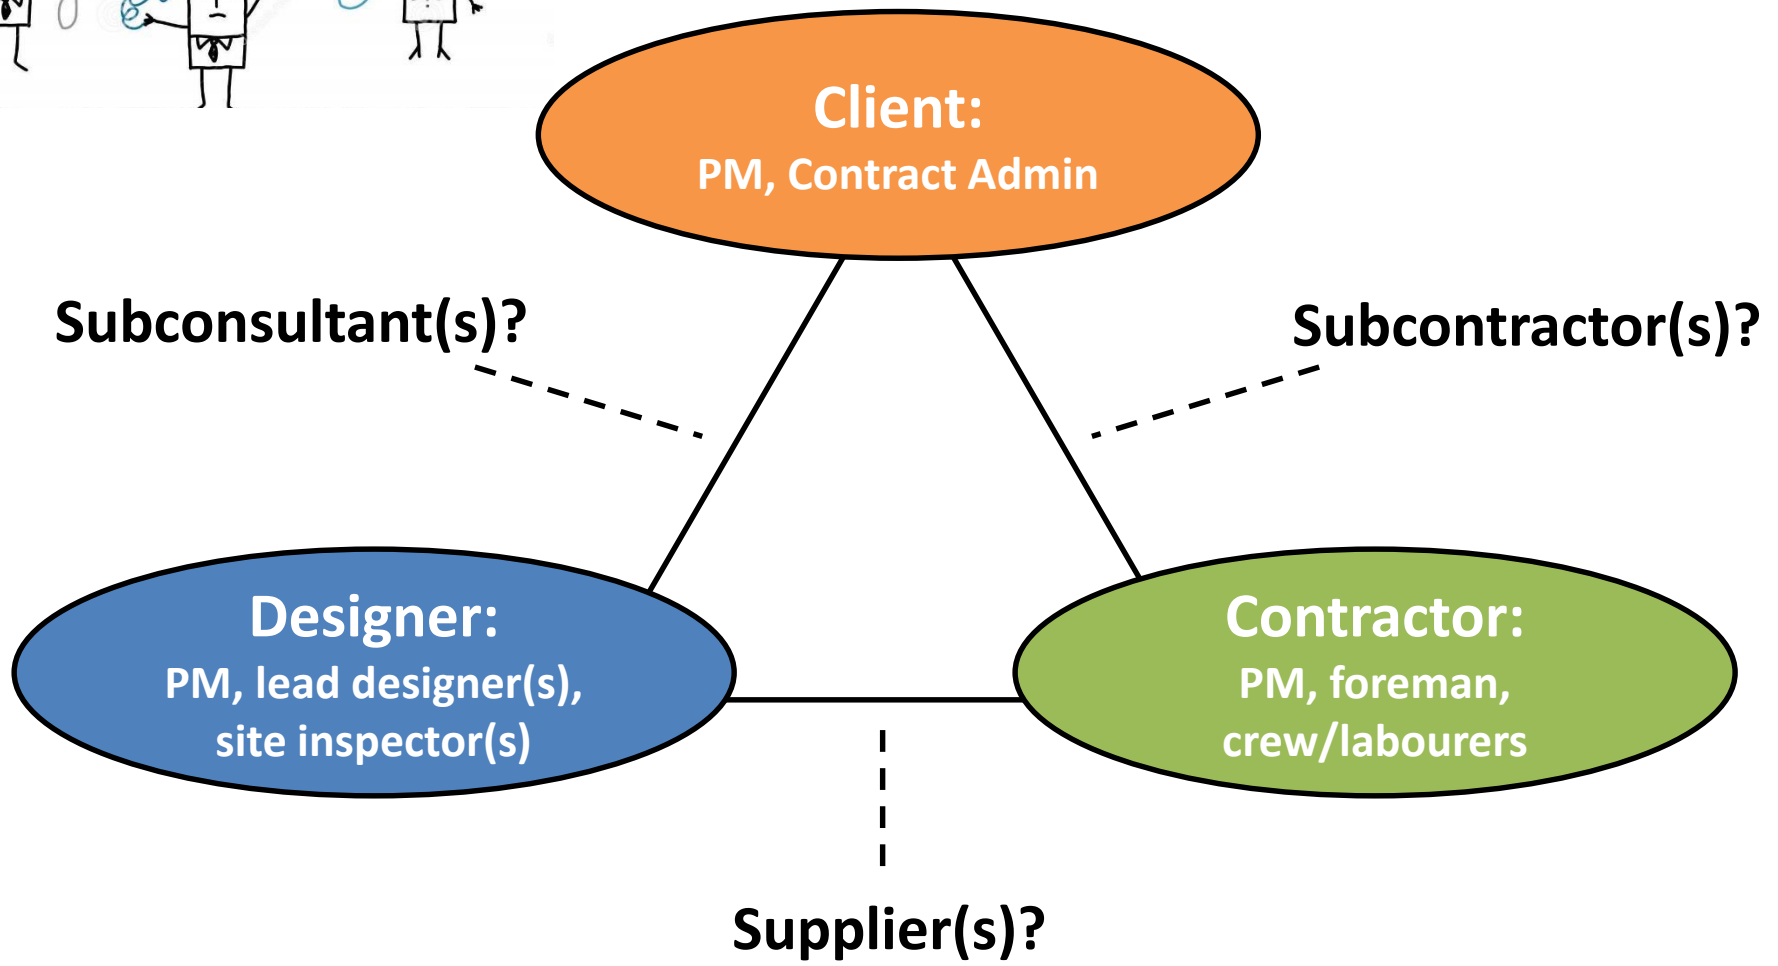 Client:
PM, Contract Admin
Subconsultant(s)?
Subcontractor(s)?
Designer:
PM, lead designer(s),
site inspector(s)
Contractor:
PM, foreman,
crew/labourers
Supplier(s)?